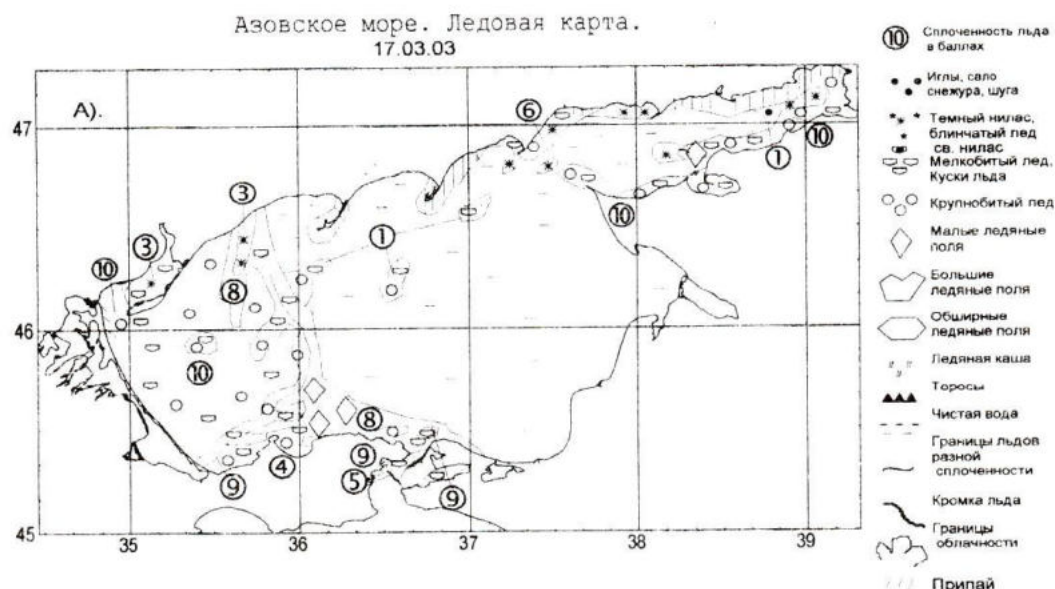 Азовское море. Ледовая карта.
17.03.03
А).
47
46
45
35
36
37
38
39
⑥
③
③
⑩
①
⑧
⑩
①
⑩
⑩
⑧
⑨
④
⑨
⑤
⑨
⑩ Сплоченность льда
в баллах
Иглы, сало
снежура, шуга
Темный нилас,
блинчатый лед
св. нилас
Мелкобитый лед,
Куски льда
Крупнобитый лед
Малые ледяные
поля
Большие
ледяные поля
Обширные
ледяные поля
Ледяная каша
Торосы
Чистая вода
Границы льдов
разной
сплоченности
Кромка льда
Границы
облачности
Припай